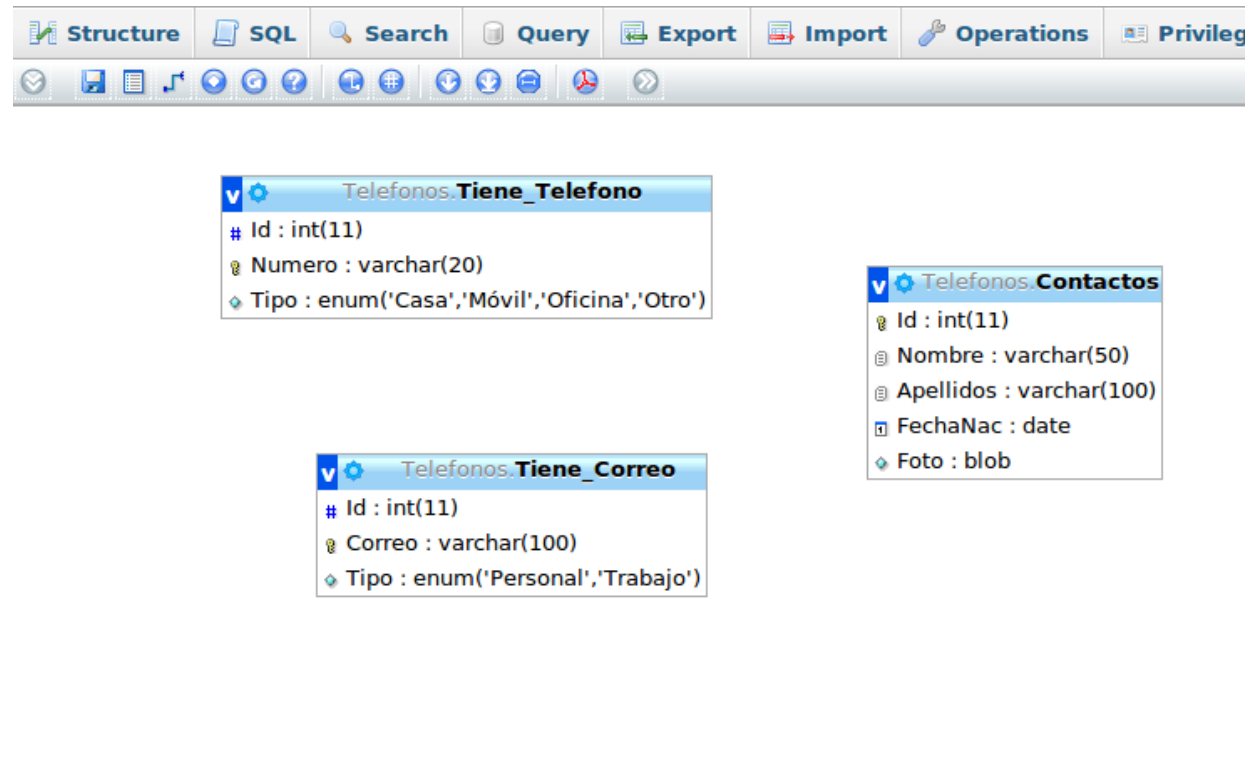 Structure SQL Search Query Export Import Operations Privileg
Telefonos.Tiene_Telefono
# Id : int(11)
Numero : varchar(20)
Tipo : enum('Casa','Móvil','Oficina','Otro')
Telefonos.Contactos
Id : int(11)
Nombre : varchar(50)
Apellidos : varchar(100)
FechaNac : date
Foto : blob
Telefonos.Tiene_Correo
# Id : int(11)
Correo : varchar(100)
Tipo : enum('Personal','Trabajo')